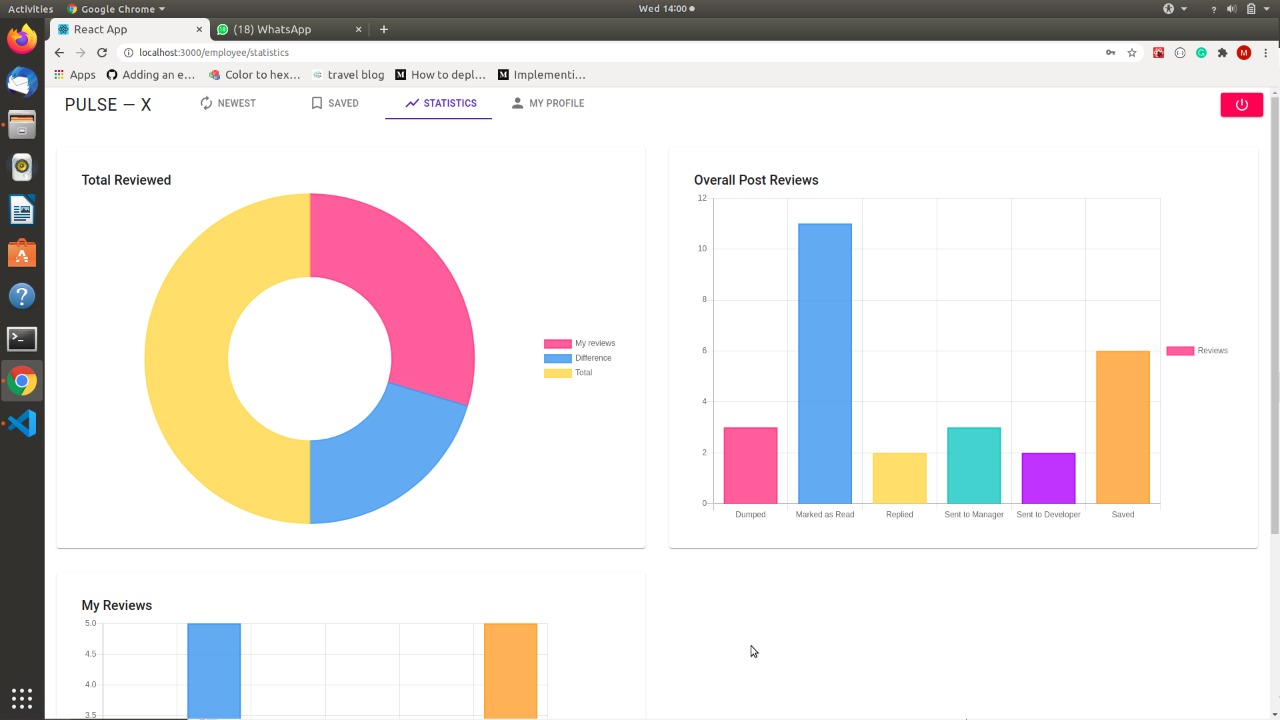 Activities Google Chrome Wed 14:00
React App (18) WhatsApp
localhost:3000/employee/statistics M
Apps Adding an e... Color to hex... travel blog How to depl... Implementi...
PULSE – X NEWEST SAVED STATISTICS MY PROFILE
Total Reviewed
My reviews
Difference
Total
Overall Post Reviews
12
10
8
6
4
2
0
Dumped Marked as Read Replied Sent to Manager Sent to Developer Saved
Reviews
My Reviews
5.0
4.5
4.0
3.5